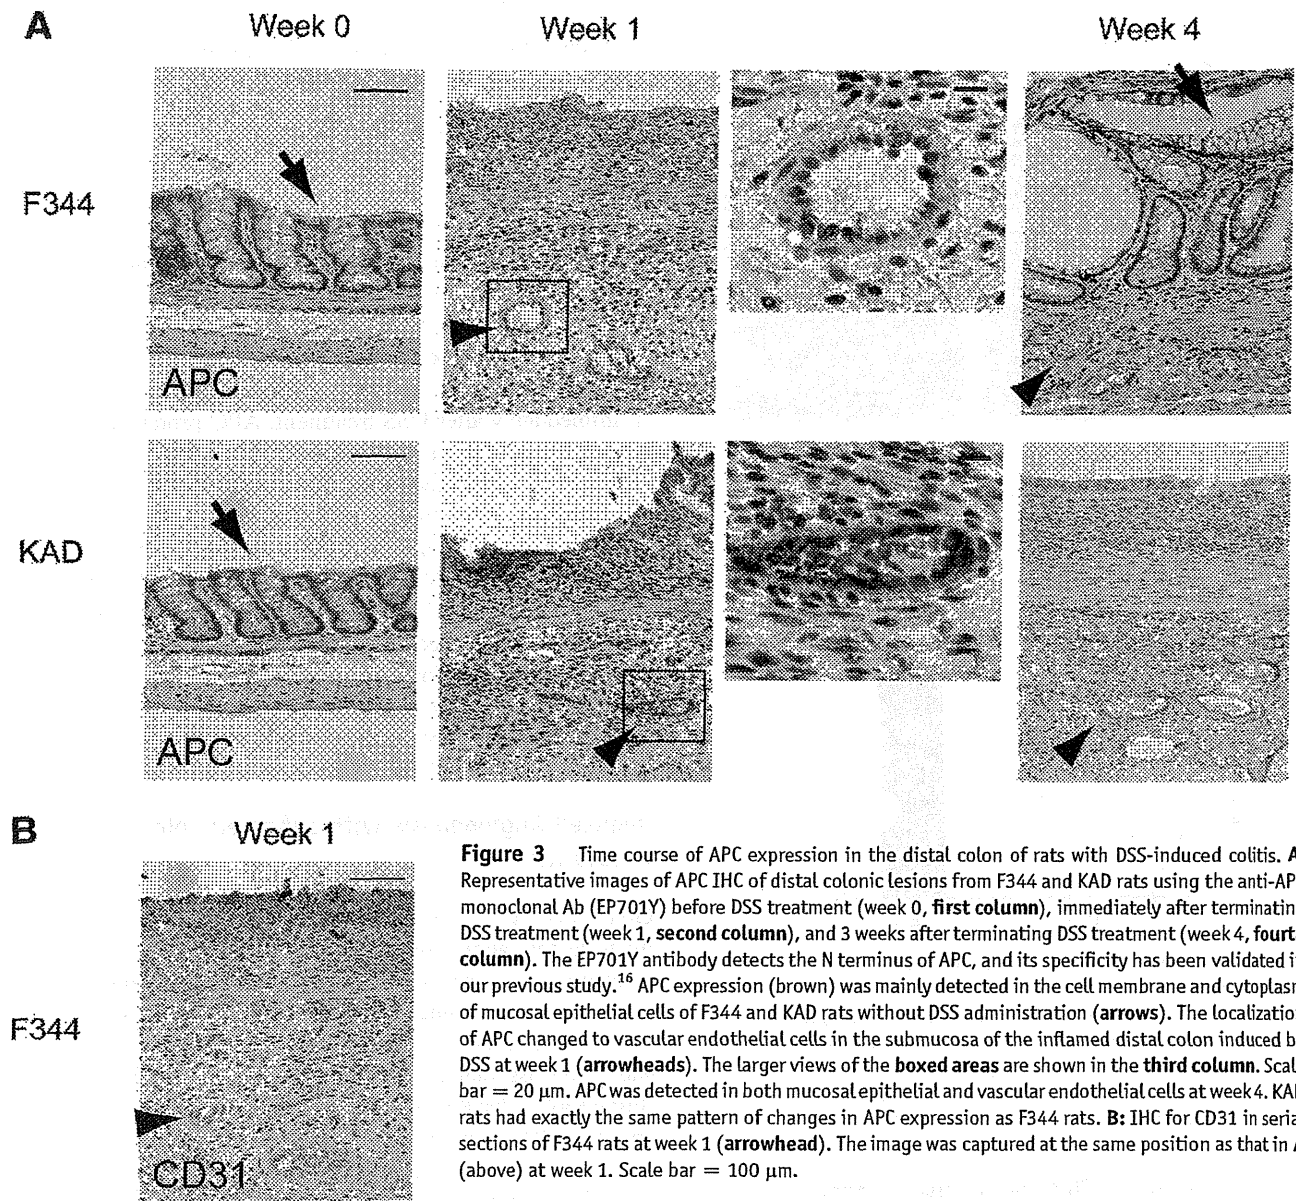 A
Week 0
Week 1
Week 4
F344
APC
KAD
APC
B
Week 1
F344
CD31
Figure 3 Time course of APC expression in the distal colon of rats with DSS-induced colitis. A
Representative images of APC IHC of distal colonic lesions from F344 and KAD rats using the anti-AP
monoclonal Ab (EP701Y) before DSS treatment (week 0, first column), immediately after terminatin
DSS treatment (week 1, second column), and 3 weeks after terminating DSS treatment (week 4, fourt
column). The EP701Y antibody detects the N terminus of APC, and its specificity has been validated i
our previous study.16 APC expression (brown) was mainly detected in the cell membrane and cytoplasm
of mucosal epithelial cells of F344 and KAD rats without DSS administration (arrows). The localization
of APC changed to vascular endothelial cells in the submucosa of the inflamed distal colon induced b
DSS at week 1 (arrowheads). The larger views of the boxed areas are shown in the third column. Scal
bar = 20 μm. APC was detected in both mucosal epithelial and vascular endothelial cells at week 4. KA
rats had exactly the same pattern of changes in APC expression as F344 rats. B: IHC for CD31 in seria
sections of F344 rats at week 1 (arrowhead). The image was captured at the same position as that in A
(above) at week 1. Scale bar = 100 μm.